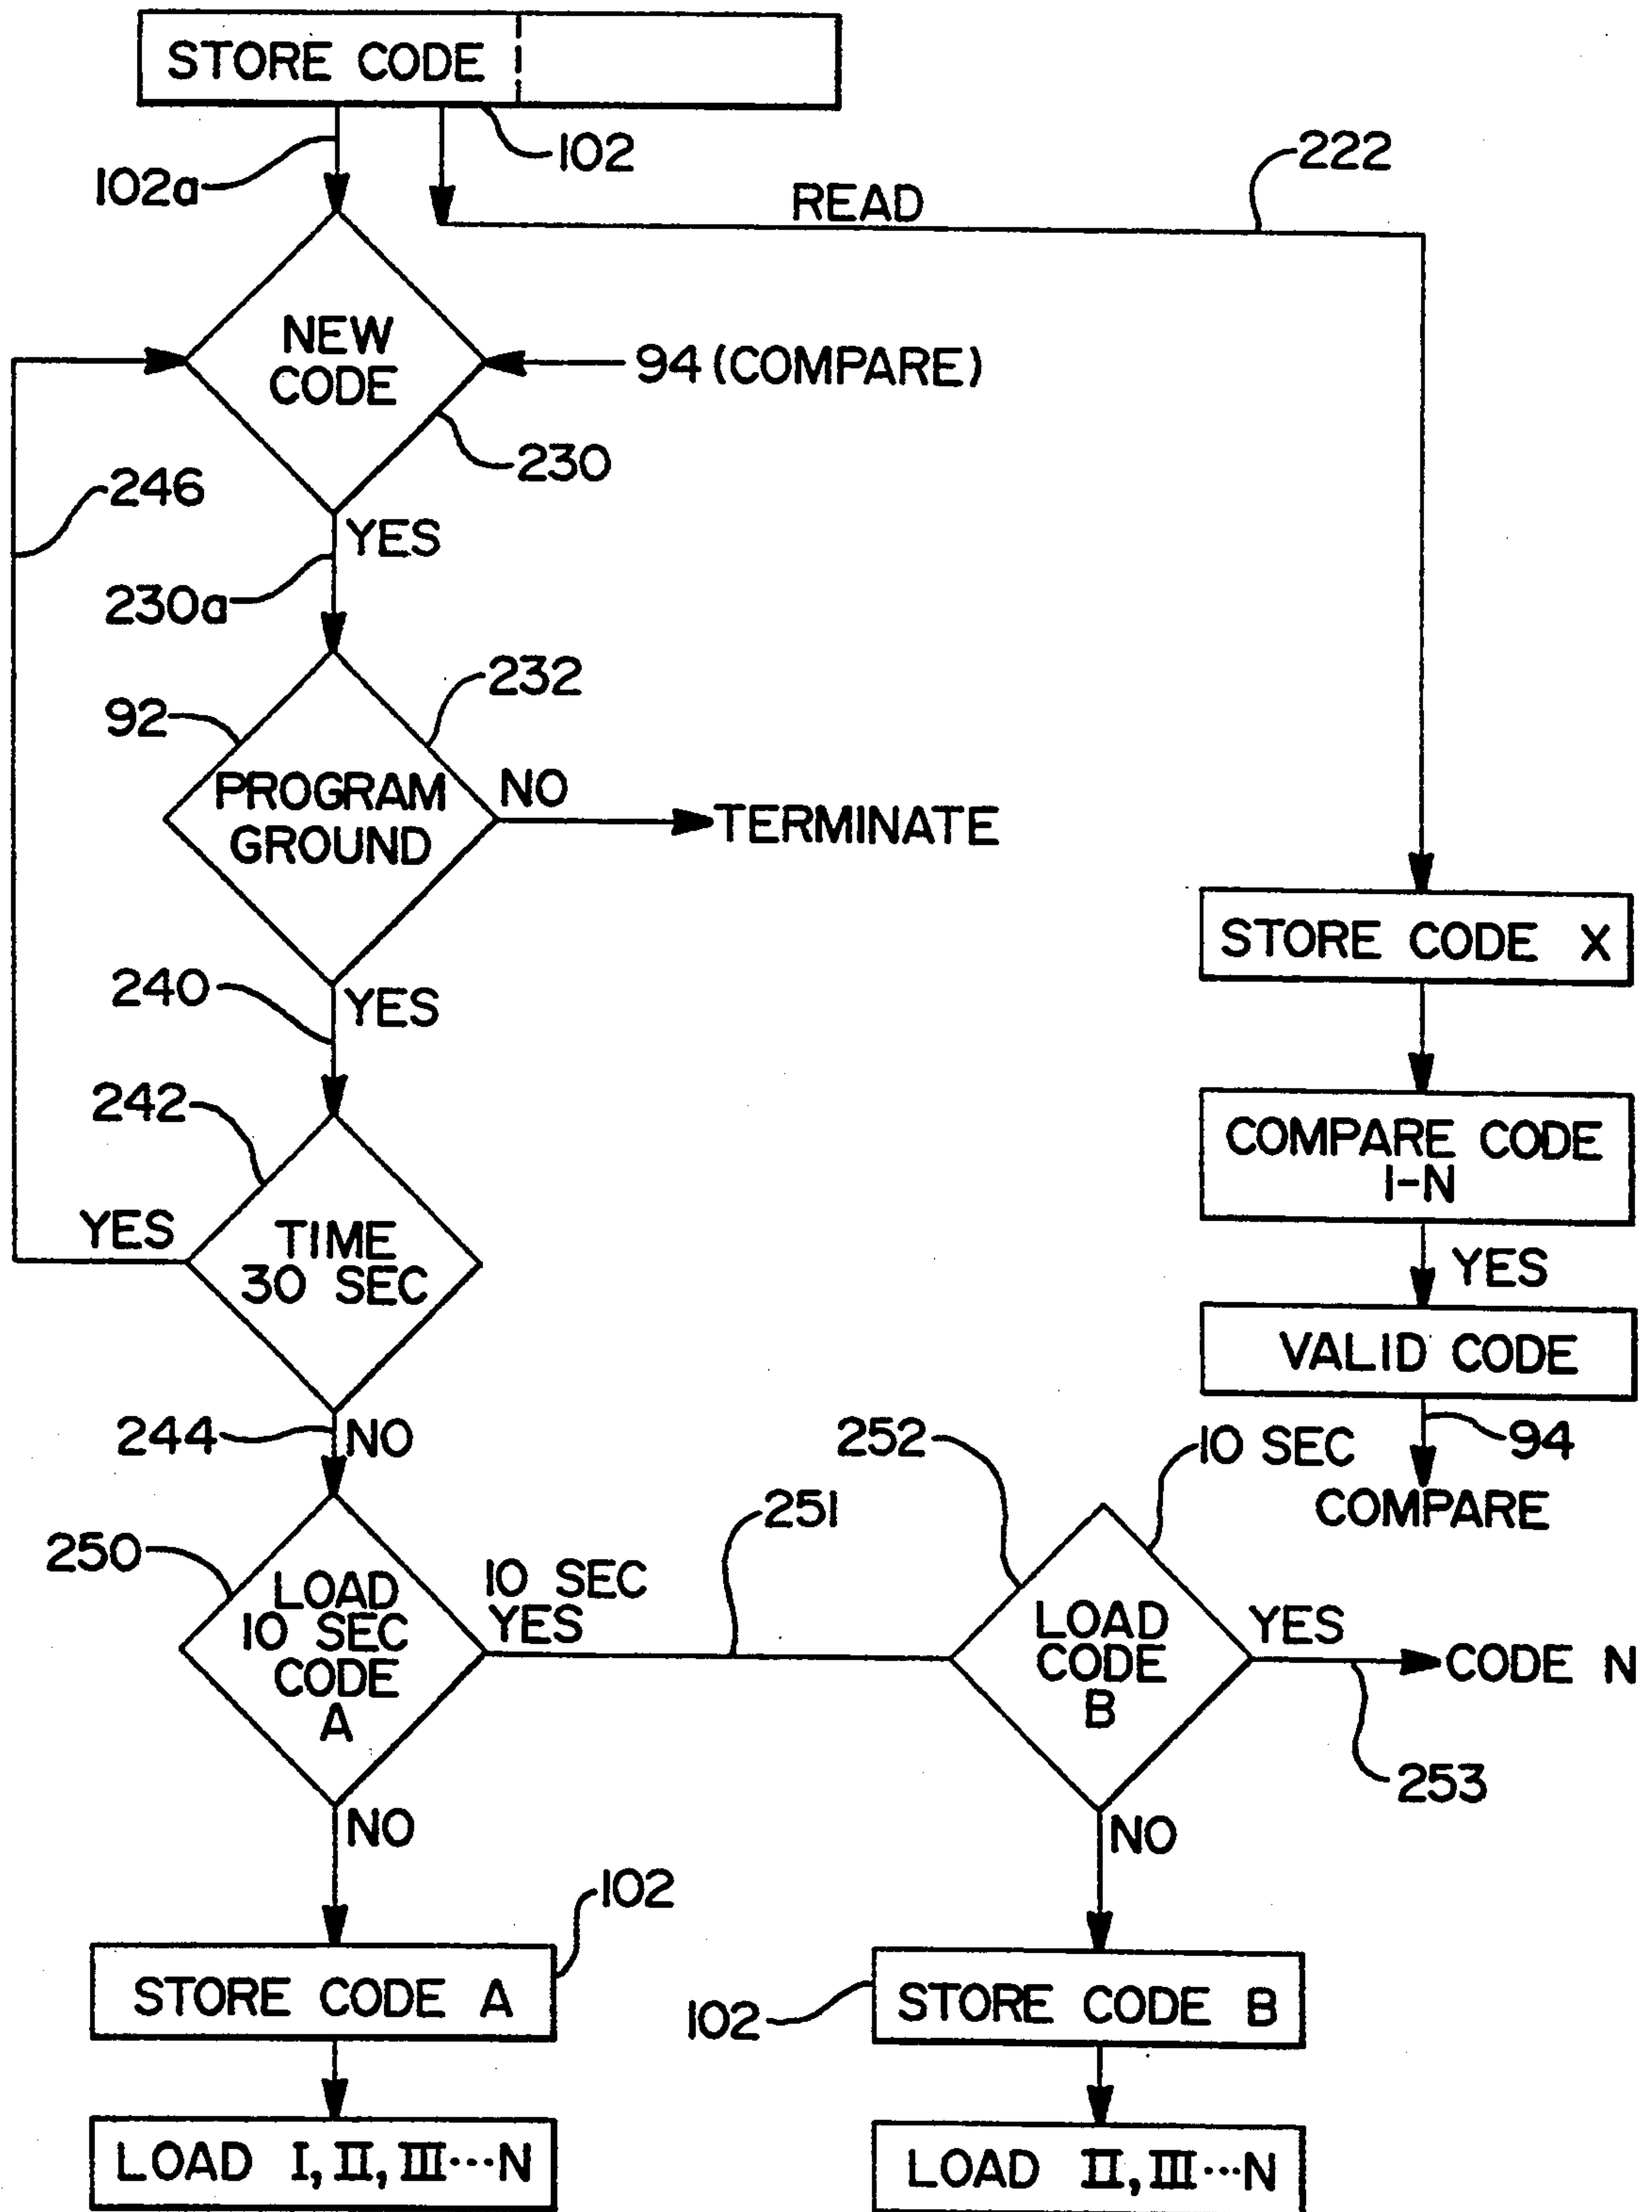 STORE CODE
102
102a
222
READ
NEW
CODE
94 (COMPARE)
230
246
YES
230a
232
92
PROGRAM
GROUND
NO
TERMINATE
STORE CODE X
240
YES
242
COMPARE CODE
1-N
YES
TIME
30 SEC
YES
VALID CODE
244
NO
252
10 SEC
94
COMPARE
251
250
LOAD
10 SEC
CODE
A
10 SEC
YES
LOAD
CODE
B
YES
CODE N
253
NO
NO
102
STORE CODE A
102
STORE CODE B
LOAD I, II, III...N
LOAD II, III...N